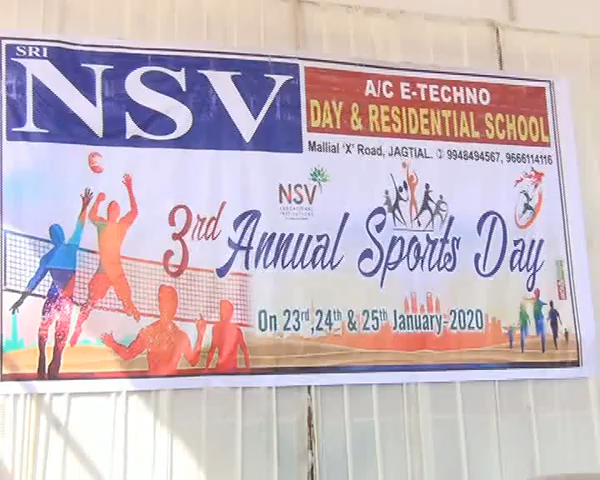 SRI
NSV
A/C E-TECHNO
DAY & RESIDENTIAL SCHOOL
Mallial 'X' Road, JAGTIAL. ✆ 9948494567, 9666114116
NSV
3rd Annual Sports Day
On 23rd,24th & 25th January-2020